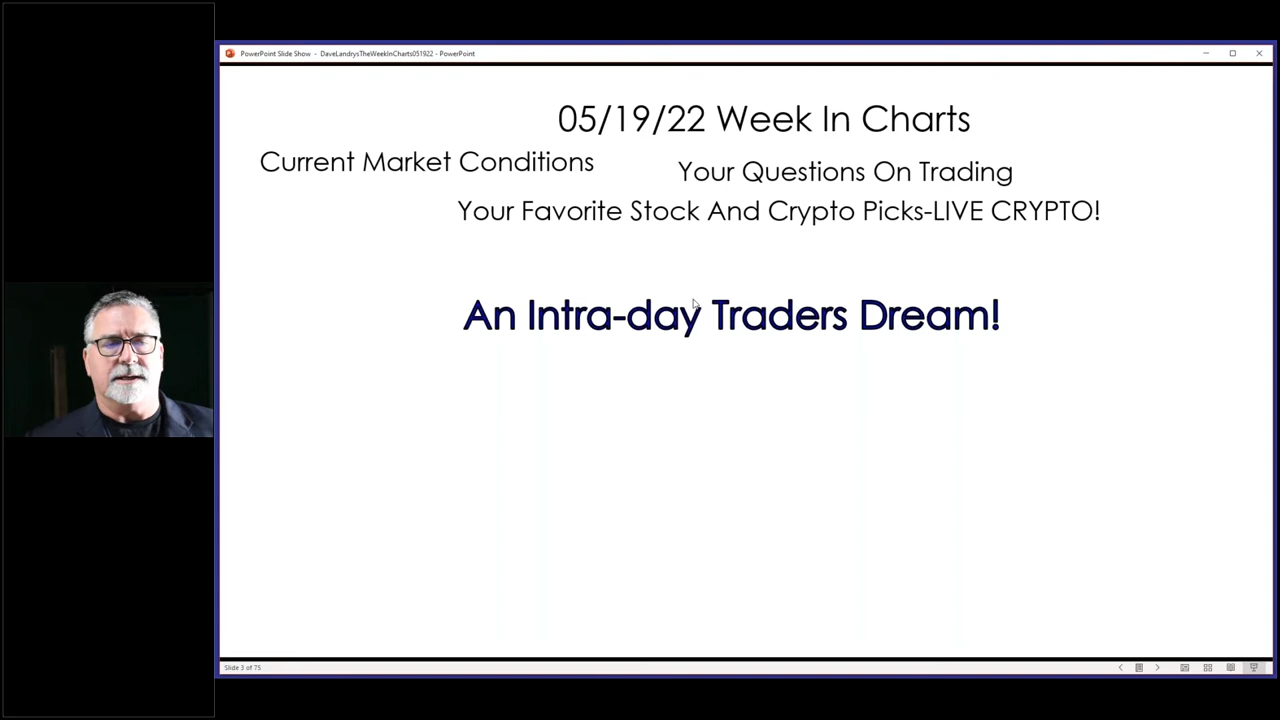 PowerPoint Slide Show - DaveLandrysTheWeekInCharts051922 - PowerPoint
05/19/22 Week In Charts
Current Market Conditions
Your Questions On Trading
Your Favorite Stock And Crypto Picks-LIVE CRYPTO!
An Intra-day Traders Dream!
Slide 3 of 75